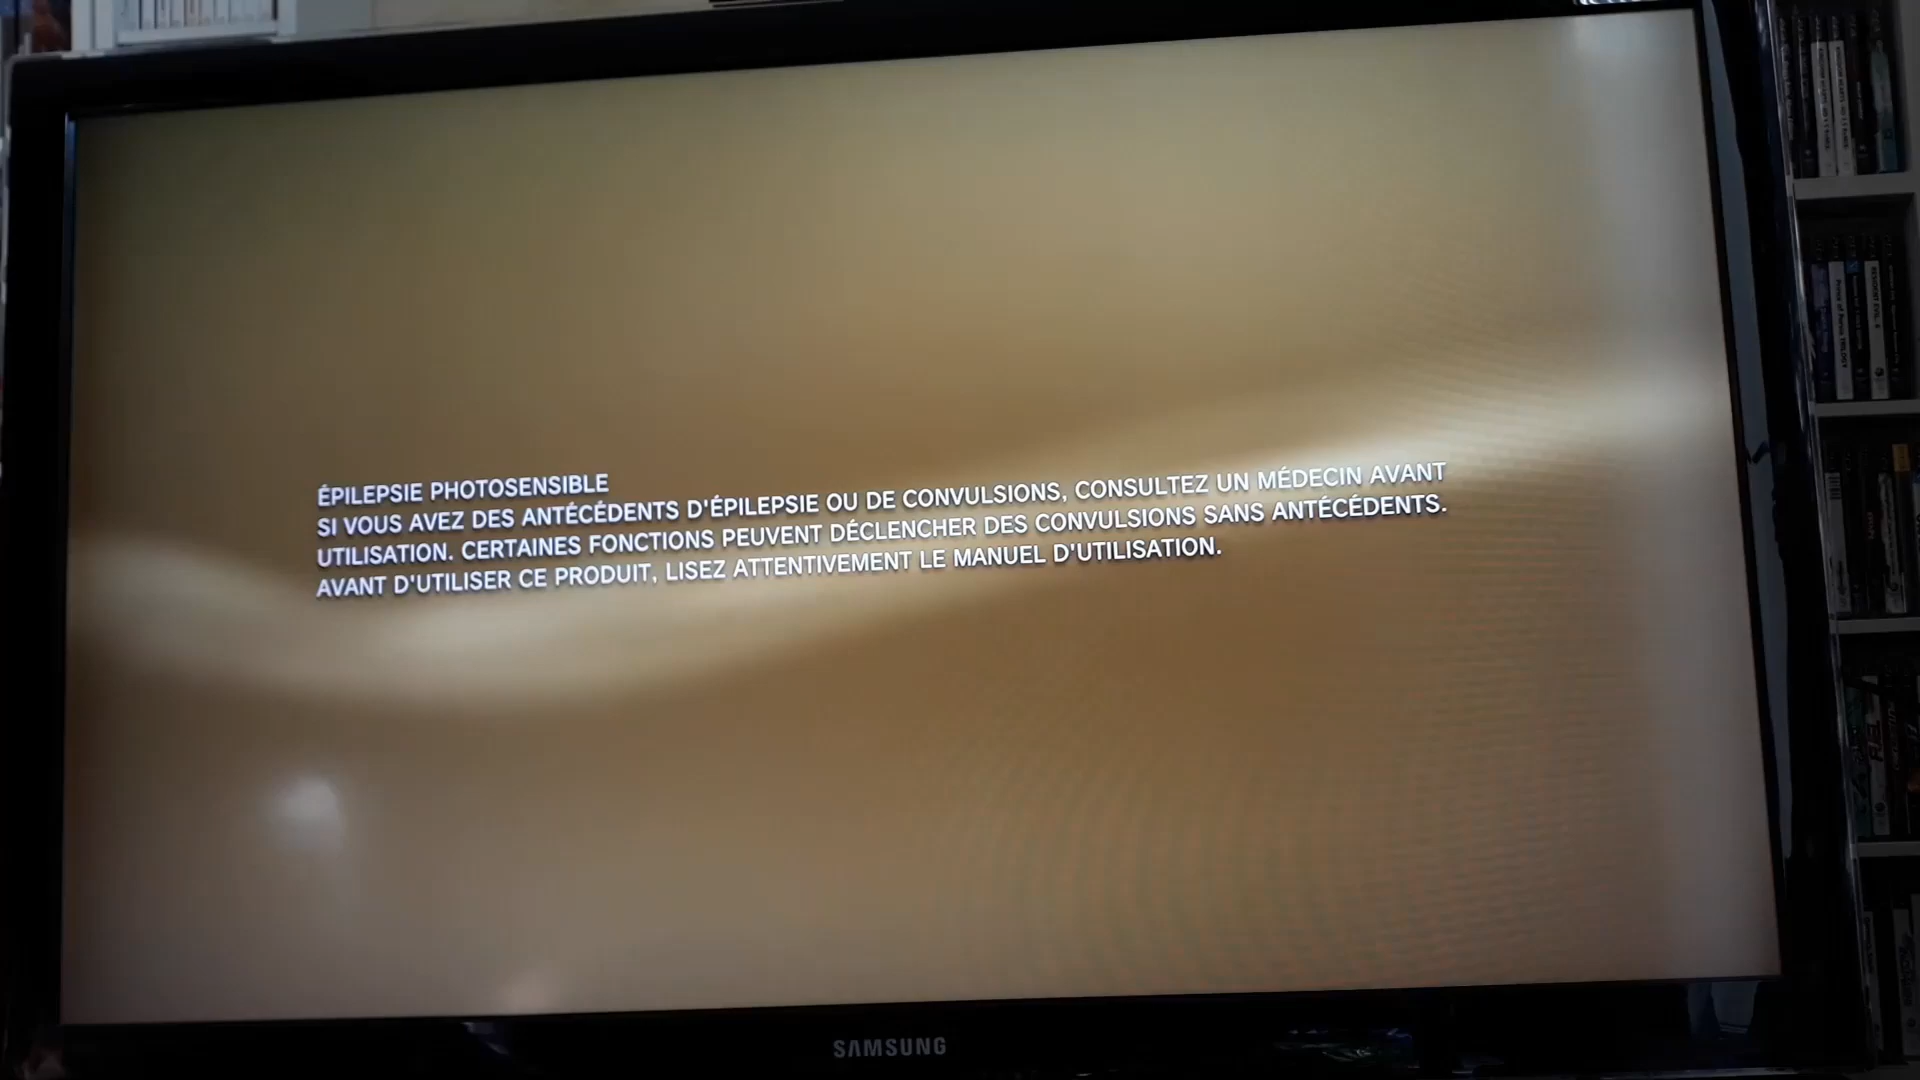 ÉPILEPSIE PHOTOSENSIBLE
SI VOUS AVEZ DES ANTÉCÉDENTS D'ÉPILEPSIE OU DE CONVULSIONS, CONSULTEZ UN MÉDECIN AVANT
UTILISATION. CERTAINES FONCTIONS PEUVENT DÉCLENCHER DES CONVULSIONS SANS ANTÉCÉDENTS.
AVANT D'UTILISER CE PRODUIT, LISEZ ATTENTIVEMENT LE MANUEL D'UTILISATION.
SAMSUNG